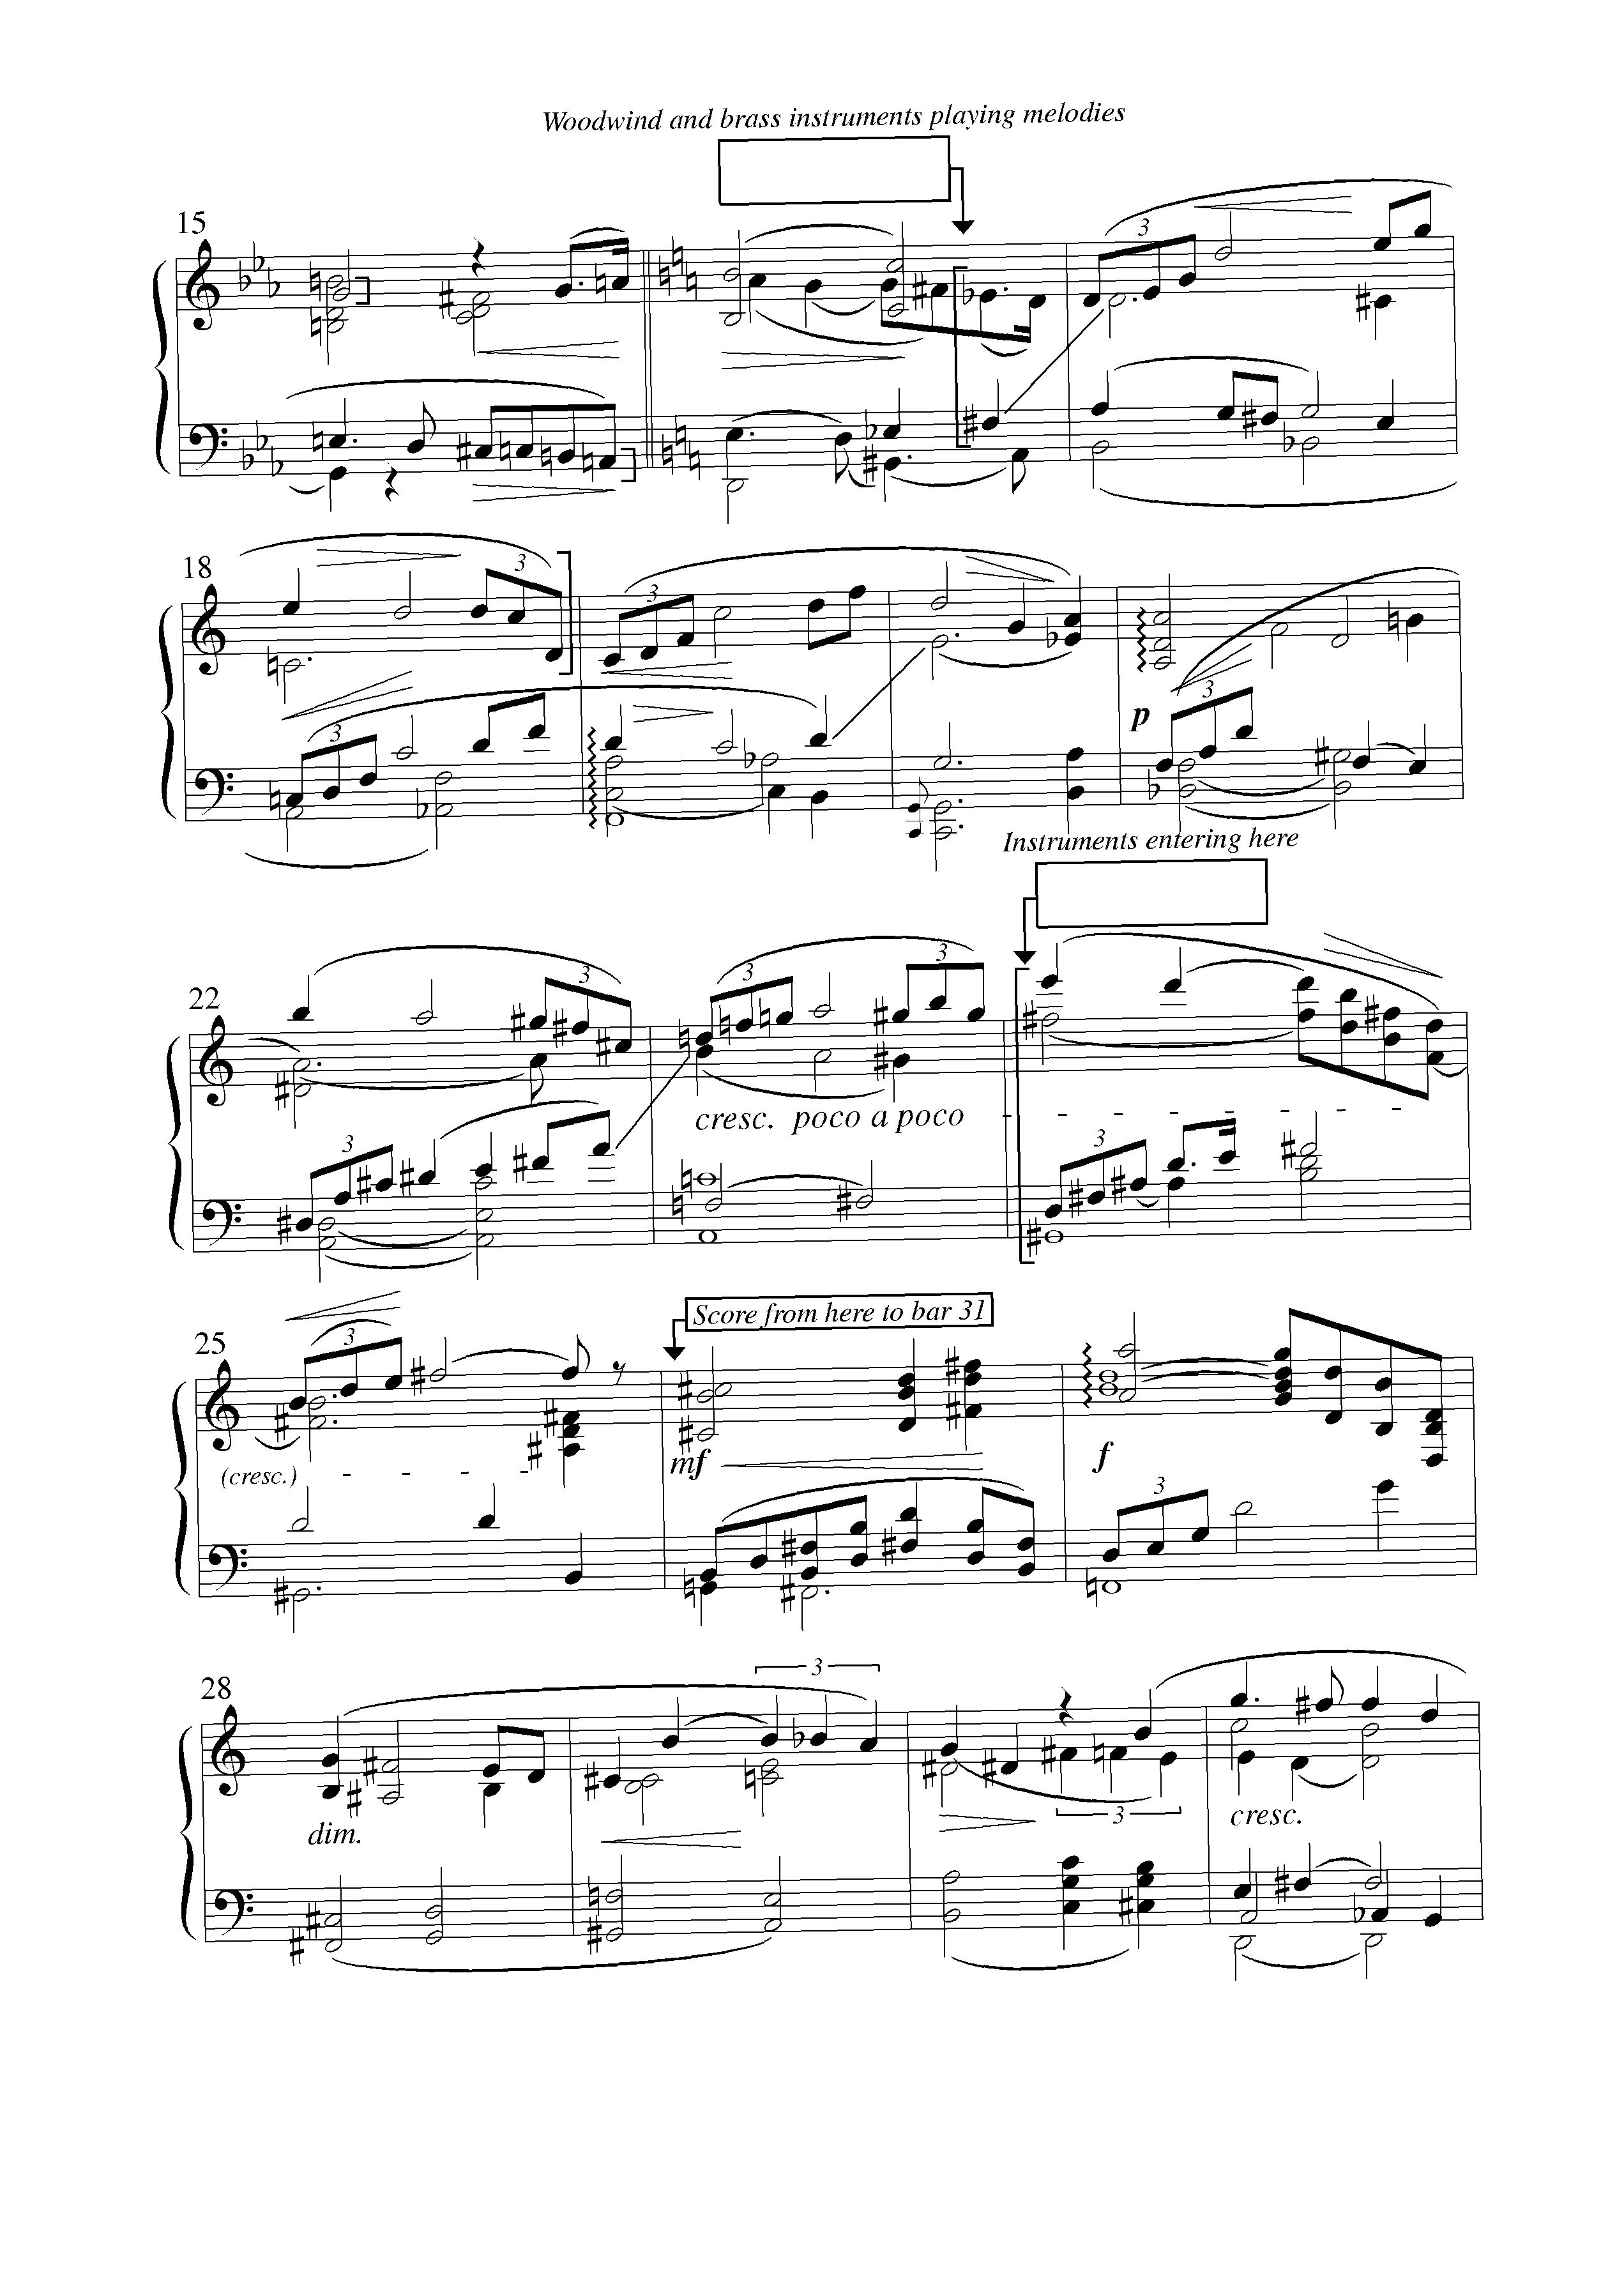 Woodwind and brass instruments playing melodies
15
3
18
3
3
3
3
p
Instruments entering here
22
3
3
3
3
cresc. poco a poco
3
25
3
Score from here to bar 31
(cresc.)
mf
f
3
28
3
dim.
3
cresc.